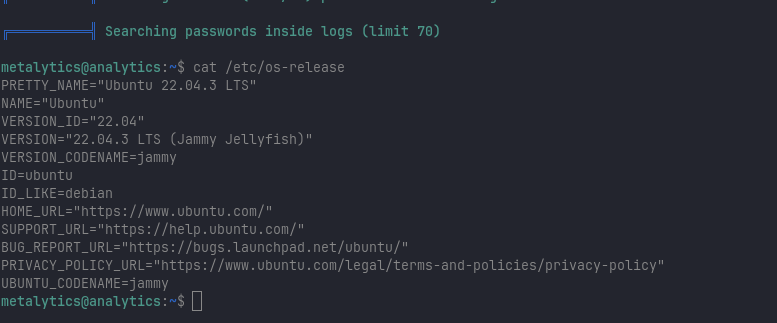 Searching passwords inside logs (limit 70)
metalytics@analytics:~$ cat /etc/os-release
PRETTY_NAME="Ubuntu 22.04.3 LTS"
NAME="Ubuntu"
VERSION_ID="22.04"
VERSION="22.04.3 LTS (Jammy Jellyfish)"
VERSION_CODENAME=jammy
ID=ubuntu
ID_LIKE=debian
HOME_URL="https://www.ubuntu.com/"
SUPPORT_URL="https://help.ubuntu.com/"
BUG_REPORT_URL="https://bugs.launchpad.net/ubuntu/"
PRIVACY_POLICY_URL="https://www.ubuntu.com/legal/terms-and-policies/privacy-policy"
UBUNTU_CODENAME=jammy
metalytics@analytics:~$